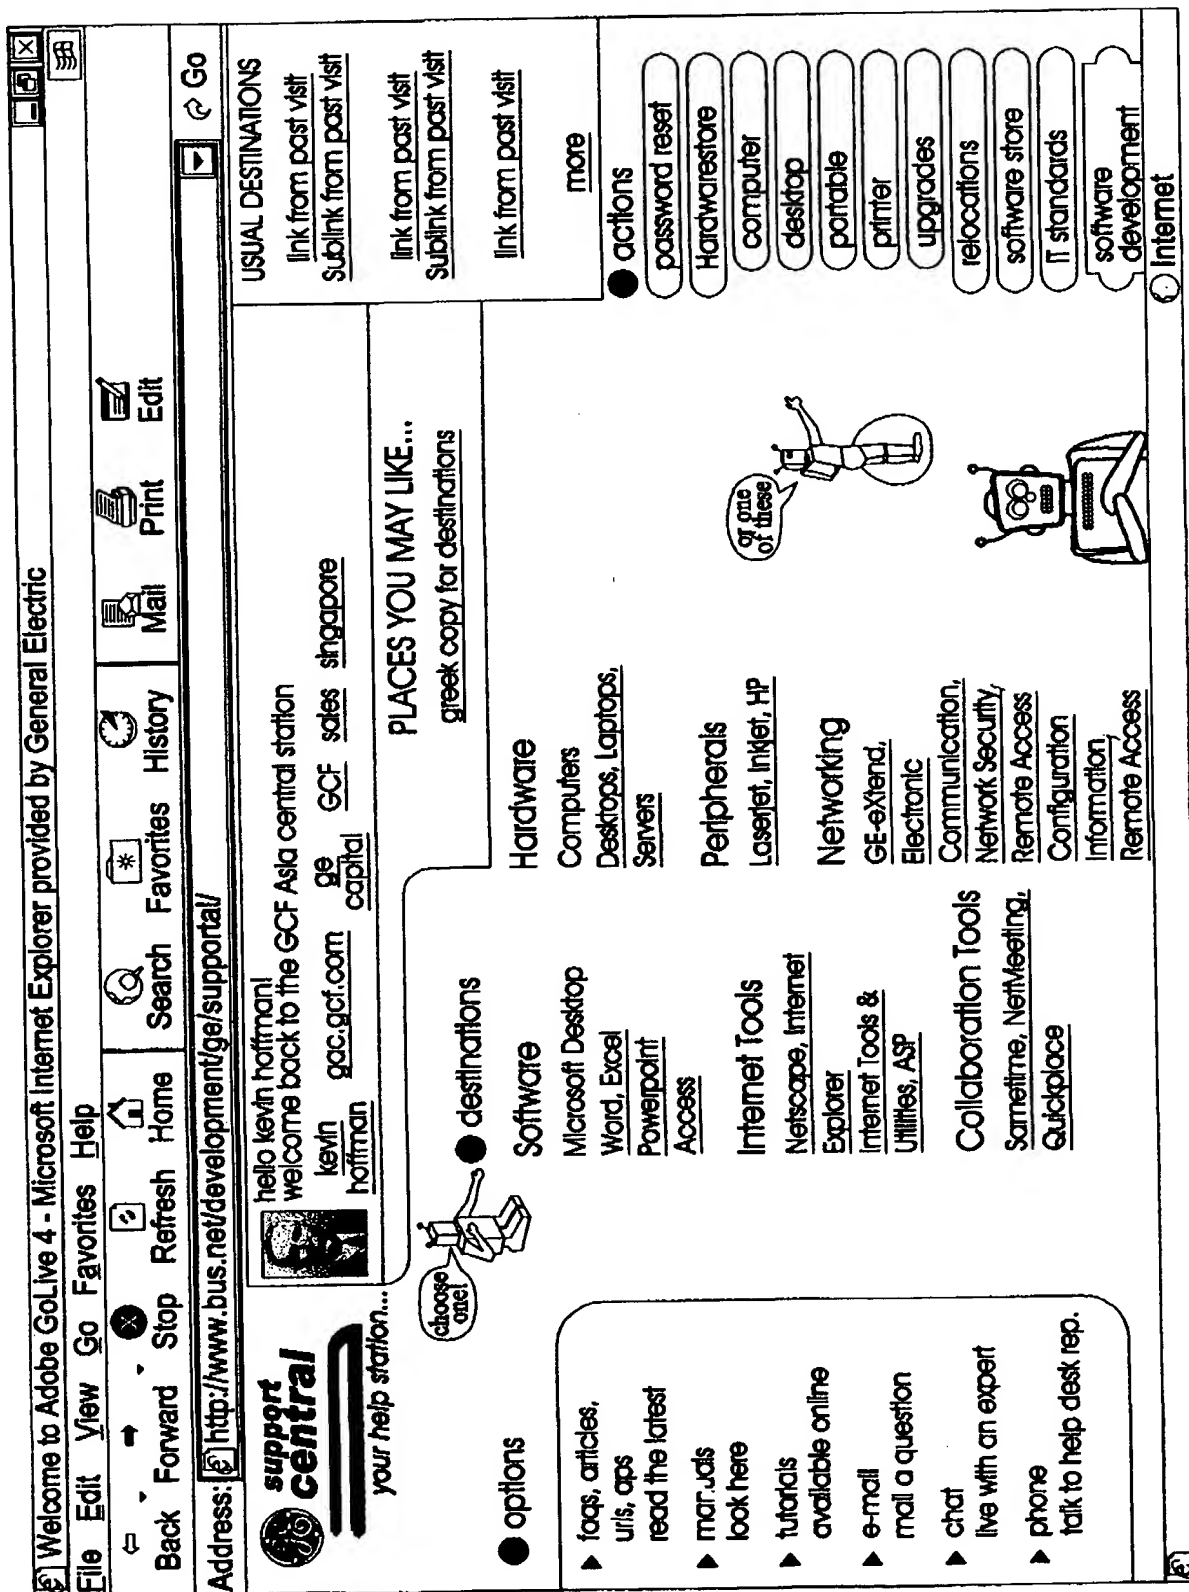 Welcome to Adobe GoLive 4 - Microsoft Internet Explorer provided by General Electric
File Edit View Go Favorites Help
Back Forward Stop Refresh Home Search Favorites History Mail Print Edit
Address: http://www.bus.net/development/ge/supportal/ Go
support
central
your help station...
hello kevin hoffman!
welcome back to the GCF Asia central station
kevin
hoffman
gac.gcf.com
ge
capital
GCF
sales
singapore
PLACES YOU MAY LIKE...
greek copy for destinations
USUAL DESTINATIONS
link from past visit
Sublink from past visit
link from past visit
Sublink from past visit
link from past visit
more
options
faqs, articles,
urls, aps
read the latest
manuals
look here
tutorials
available online
e-mail
mail a question
chat
live with an expert
phone
talk to help desk rep.
choose
one!
destinations
Software
Microsoft Desktop
Word, Excel
Powerpoint
Access
Internet Tools
Netscape, Internet
Explorer
Internet Tools &
Utilities, ASP
Collaboration Tools
Sametime, NetMeeting,
Quickplace
Hardware
Computers
Desktops, Laptops,
Servers
Peripherals
Laserjet, Inkjet, HP
Networking
GE-eXtend,
Electronic
Communication,
Network Security,
Remote Access
Configuration
Information,
Remote Access
or one
of these
actions
password reset
Hardwarestore
computer
desktop
portable
printer
upgrades
relocations
software store
IT standards
software
development
Internet